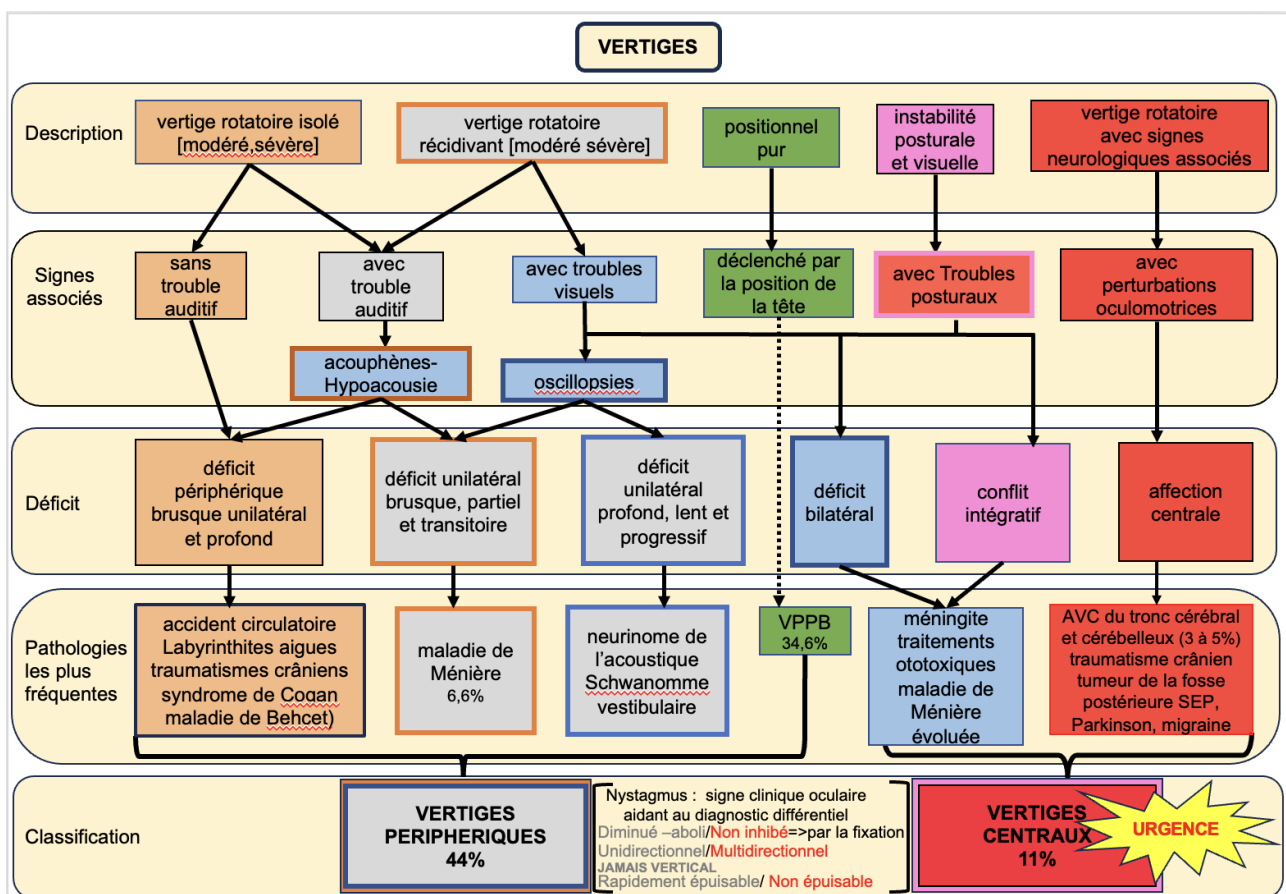 VERTIGES
Description
vertige rotatoire isolé
[modéré,sévère]
vertige rotatoire
récidivant [modéré sévère]
positionnel
pur
instabilité
posturale
et visuelle
vertige rotatoire
avec signes
neurologiques associés
Signes
associés
sans
trouble
auditif
avec
trouble
auditif
avec troubles
visuels
déclenché par
la position de
la tête
avec Troubles
posturaux
avec
perturbations
oculomotrices
acouphènes-
Hypoacousie
oscillopsies
Déficit
déficit
périphérique
brusque unilatéral
et profond
déficit unilatéral
brusque, partiel
et transitoire
déficit
unilatéral
profond, lent et
progressif
déficit
bilatéral
conflit
intégratif
affection
centrale
Pathologies
les plus
fréquentes
accident circulatoire
Labyrinthites aigues
traumatismes crâniens
syndrome de Cogan
maladie de Behcet)
maladie de
Ménière
6,6%
neurinome de
l'acoustique
Schwanomme
vestibulaire
VPPB
34,6%
méningite
traitements
ototoxiques
maladie de
Ménière
évoluée
AVC du tronc cérébral
et cérébelleux (3 à 5%)
traumatisme crânien
tumeur de la fosse
postérieure SEP,
Parkinson, migraine
Classification
VERTIGES
PERIPHERIQUES
44%
Nystagmus : signe clinique oculaire
aidant au diagnostic différentiel
Diminué –aboli/Non inhibé=>par la fixation
Unidirectionnel/Multidirectionnel
JAMAIS VERTICAL
Rapidement épuisable/ Non épuisable
VERTIGES
CENTRAUX
11%
URGENCE